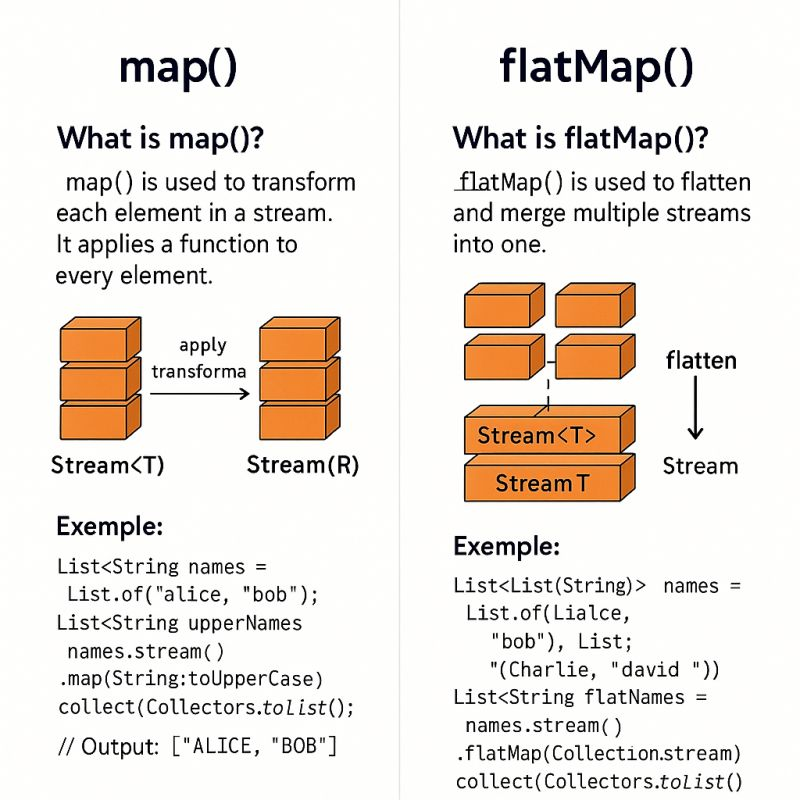 map()
What is map()?
map() is used to transform
each element in a stream.
It applies a function to
every element.
apply
transforma
Stream<T)
Stream(R)
Exemple:
List<String names =
List.of("alice, "bob");
List<String upperNames
names.stream()
.map(String:toUpperCase)
collect(Collectors.toList();
// Output: ["ALICE, "BOB"]
flatMap()
What is flatMap()?
flatMap() is used to flatten
and merge multiple streams
into one.
flatten
Stream<T>
Stream T
Stream
Exemple:
List<List(String)> names =
List.of(Lialce,
"bob"), List;
"(Charlie, "david "))
List<String flatNames =
names.stream()
.flatMap(Collection.stream)
collect(Collectors.toList()